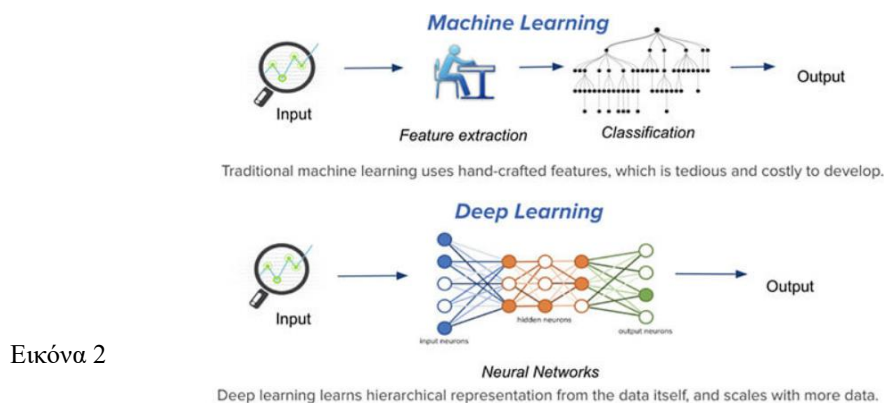 Machine Learning
Input
Output
Feature extraction
Classification
Traditional machine learning uses hand-crafted features, which is tedious and costly to develop.
Deep Learning
Input
Output
input neurons
hidden neurons
output neurons
Neural Networks
Εικόνα 2
Deep learning learns hierarchical representation from the data itself, and scales with more data.